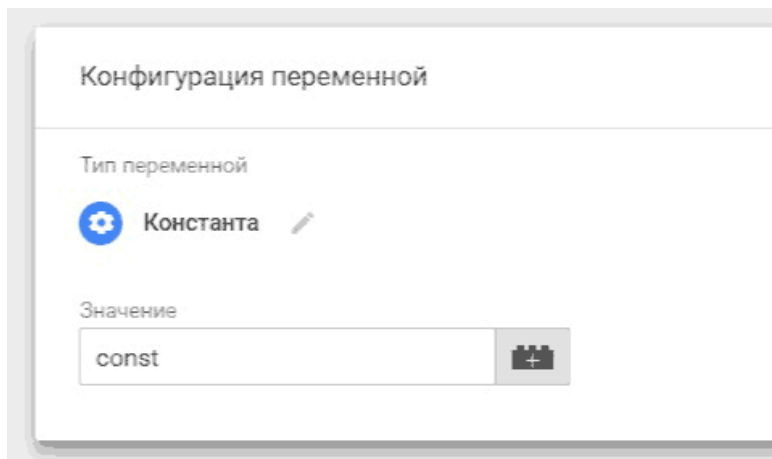 Конфигурация переменной
Тип переменной
Константа
Значение
const